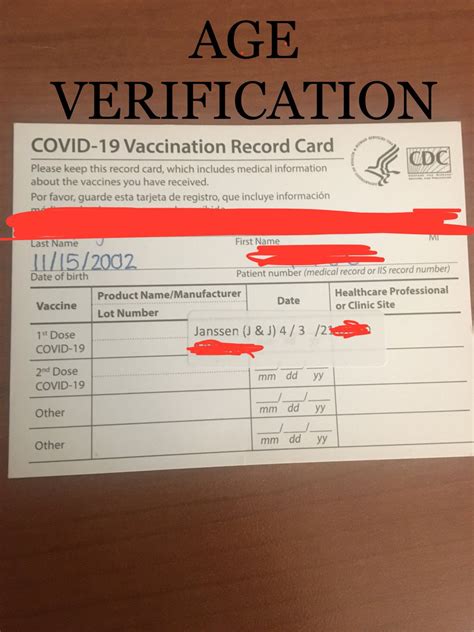 AGE
VERIFICATION
COVID-19 Vaccination Record Card
Please keep this record card, which includes medical information
about the vaccines you have received.
Por favor, guarde esta tarjeta de registro, que incluye información
CDC
Last Name First Name MI
11/15/2002
Date of birth Patient number (medical record or IIS record number)
Vaccine Product Name/Manufacturer Date Healthcare Professional
Lot Number or Clinic Site
1st Dose
COVID-19
Janssen (J & J) 4 / 3 /21
2nd Dose
COVID-19
mm dd yy
Other
mm dd yy
Other
mm dd yy